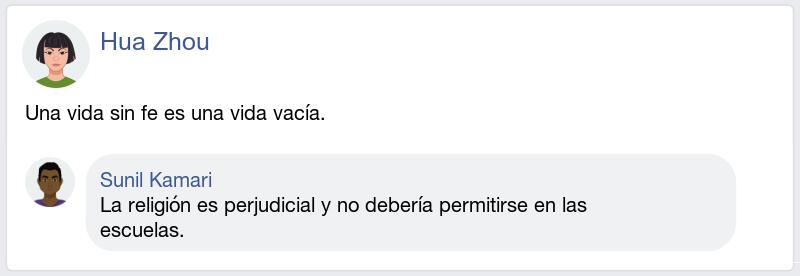 Hua Zhou
Una vida sin fe es una vida vacía.
Sunil Kamari
La religión es perjudicial y no debería permitirse en las
escuelas.